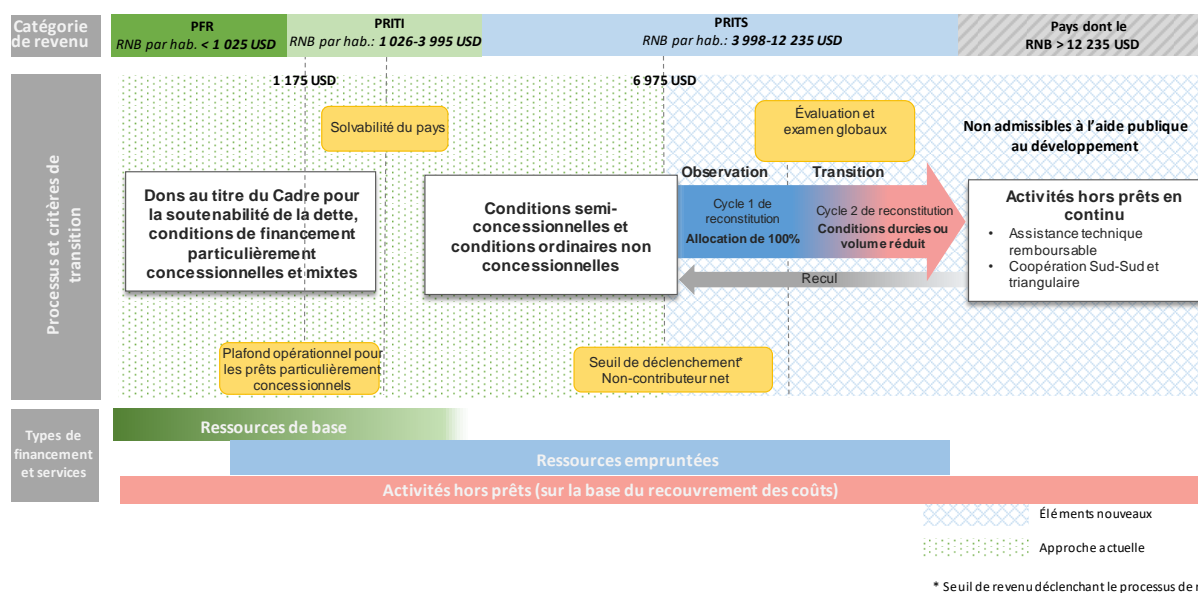 Catégorie
de revenu
PFR
RNB par hab. < 1 025 USD
PRITI
RNB par hab.: 1 026-3 995 USD
PRITS
RNB par hab.: 3 998-12 235 USD
Pays dont le
RNB > 12 235 USD
Processus et critères de
transition
1 175 USD
6 975 USD
Solvabilité du pays
Évaluation et
examen globaux
Non admissibles à l'aide publique
au développement
Dons au titre du Cadre pour
la soutenabilité de la dette,
conditions de financement
particulièrement
concessionnelles et mixtes
Conditions semi-
concessionnelles et
conditions ordinaires non
concessionnelles
Observation
Transition
Cycle 1 de
reconstitution
Allocation de 100%
Cycle 2 de reconstitution
Conditions durcies ou
volume réduit
Recul
Activités hors prêts en
continu
• Assistance technique
remboursable
• Coopération Sud-Sud et
triangulaire
Plafond opérationnel pour
les prêts particulièrement
concessionnels
Seuil de déclenchement*
Non-contributeur net
Types de
financement
et services
Ressources de base
Ressources empruntées
Activités hors prêts (sur la base du recouvrement des coûts)
Éléments nouveaux
Approche actuelle
* Seuil de revenu déclenchant le processus de